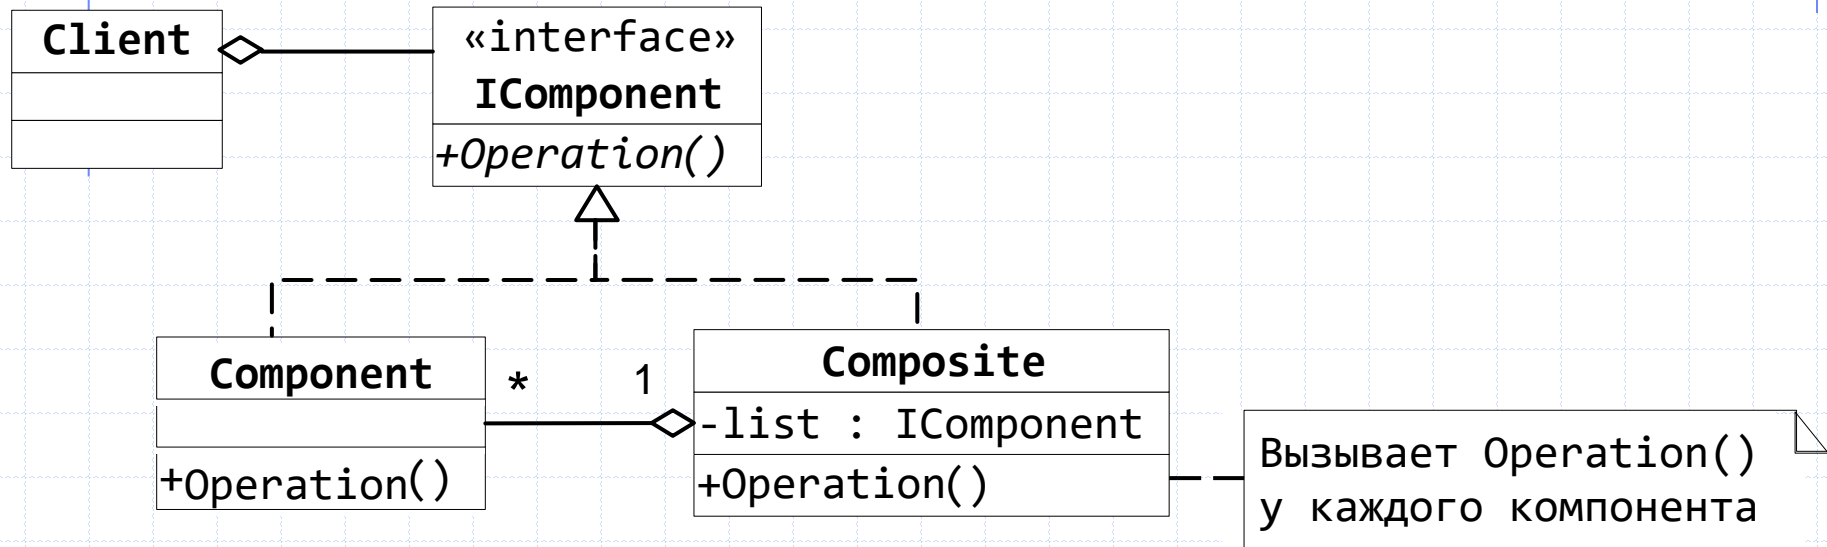 Client
«interface»
IComponent
+Operation()
Component
+Operation()
* 1
Composite
-list : IComponent
+Operation()
Вызывает Operation()
у каждого компонента